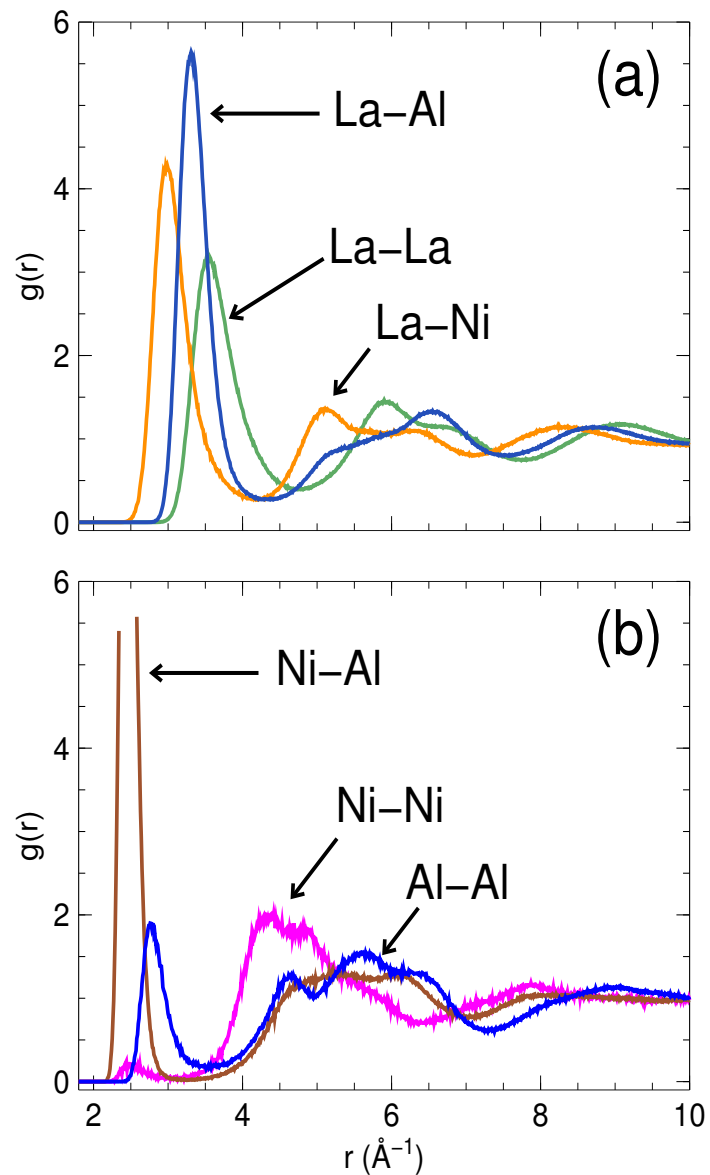 6
(a)
La–Al
4
La–La
g(r)
La–Ni
2
0
6
(b)
Ni–Al
4
Ni–Ni
g(r)
Al–Al
2
0
2 4 6 8 10
r (Å⁻¹)